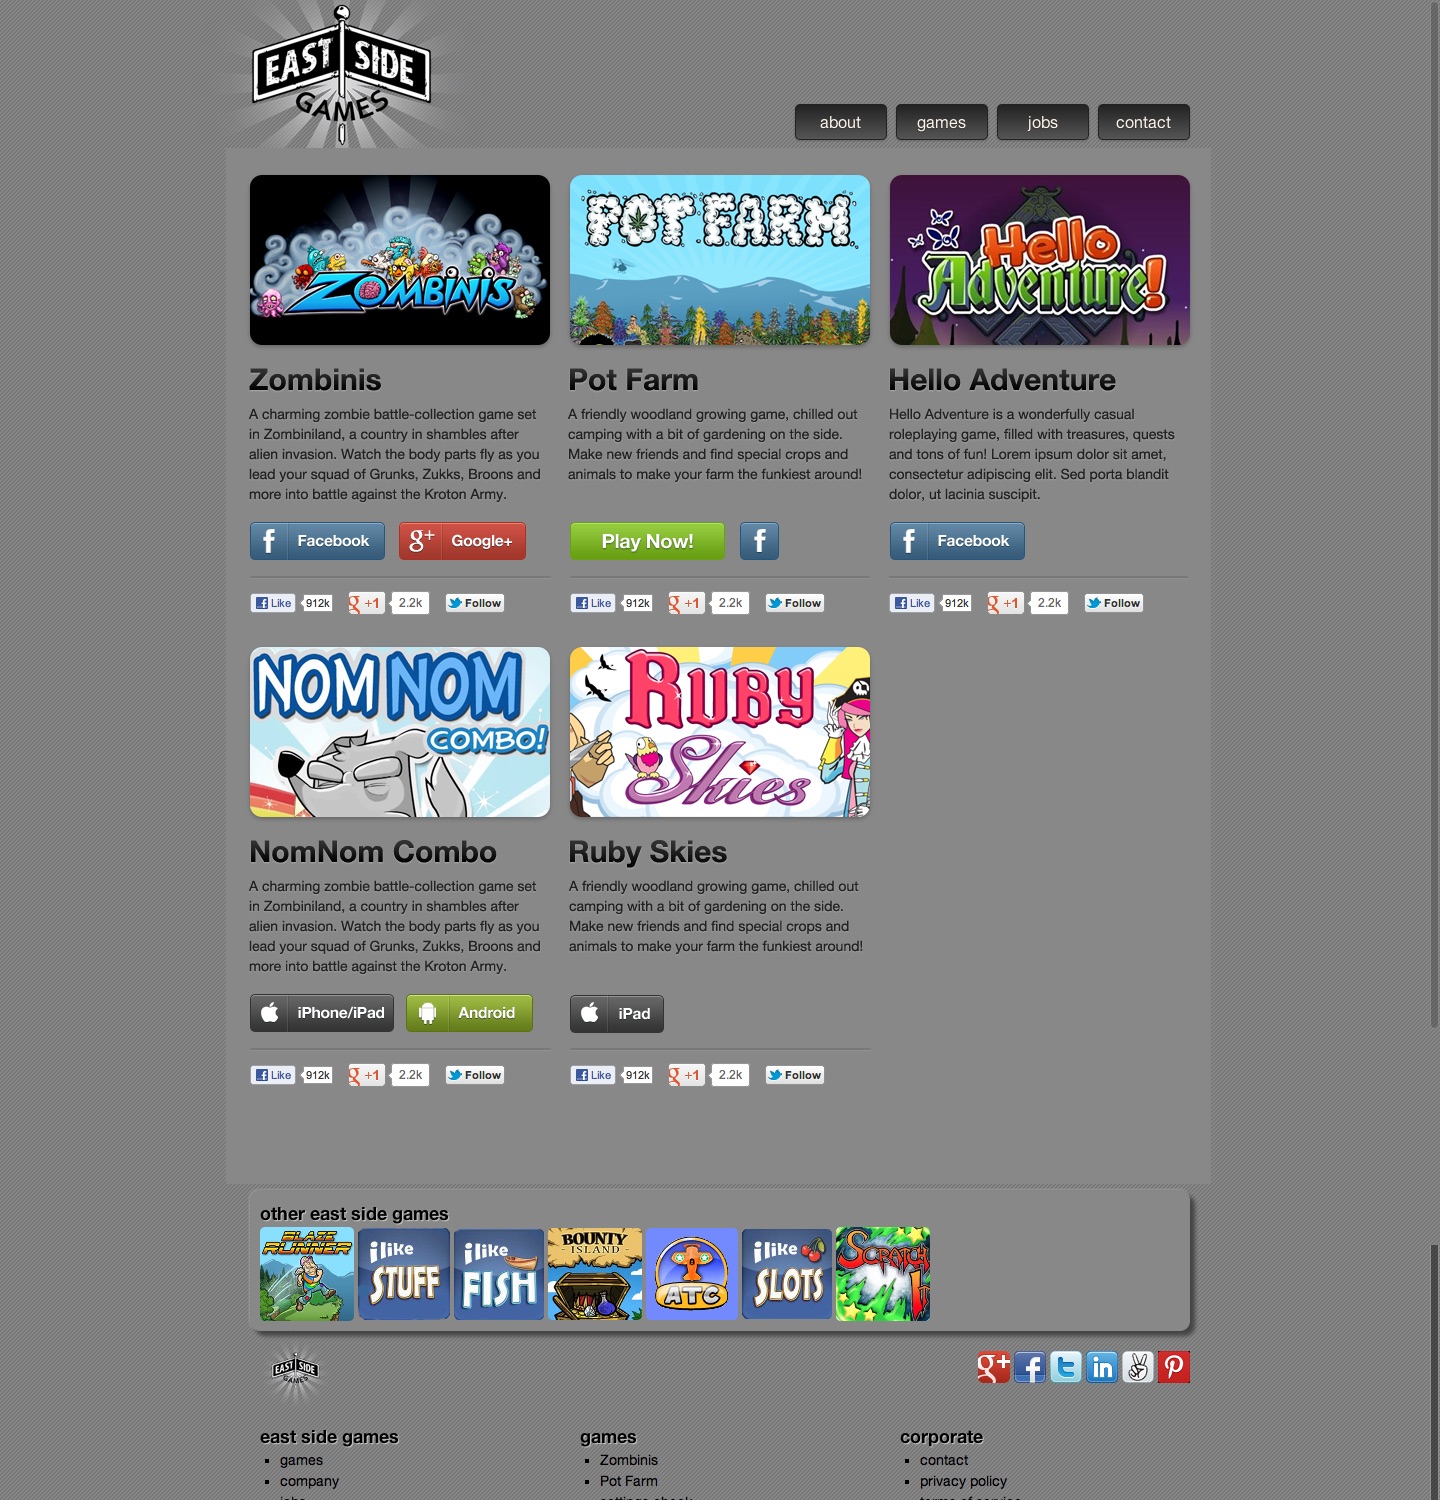 EAST SIDE
GAMES
about
games
jobs
contact
ZOMBINIS
POT FARM
Hello
Adventure!
Zombinis
A charming zombie battle-collection game set
in Zombiniland, a country in shambles after
alien invasion. Watch the body parts fly as you
lead your squad of Grunks, Zukks, Broons and
more into battle against the Kroton Army.
Facebook
g+ Google+
Like 912k
g +1 2.2k
Follow
Pot Farm
A friendly woodland growing game, chilled out
camping with a bit of gardening on the side.
Make new friends and find special crops and
animals to make your farm the funkiest around!
Play Now!
Like 912k
g +1 2.2k
Follow
Hello Adventure
Hello Adventure is a wonderfully casual
roleplaying game, filled with treasures, quests
and tons of fun! Lorem ipsum dolor sit amet,
consectetur adipiscing elit. Sed porta blandit
dolor, ut lacinia suscipit.
Facebook
Like 912k
g +1 2.2k
Follow
NOM NOM
COMBO!
RUBY
Skies
NomNom Combo
A charming zombie battle-collection game set
in Zombiniland, a country in shambles after
alien invasion. Watch the body parts fly as you
lead your squad of Grunks, Zukks, Broons and
more into battle against the Kroton Army.
iPhone/iPad
Android
Like 912k
g +1 2.2k
Follow
Ruby Skies
A friendly woodland growing game, chilled out
camping with a bit of gardening on the side.
Make new friends and find special crops and
animals to make your farm the funkiest around!
iPad
Like 912k
g +1 2.2k
Follow
other east side games
BLAZE
RUNNER
i like
STUFF
i like
FISH
BOUNTY
- ISLAND -
ATC
i like
SLOTS
SCRATCH
EAST SIDE
GAMES
east side games
games
company
jobs
games
Zombinis
Pot Farm
corporate
contact
privacy policy
terms of service